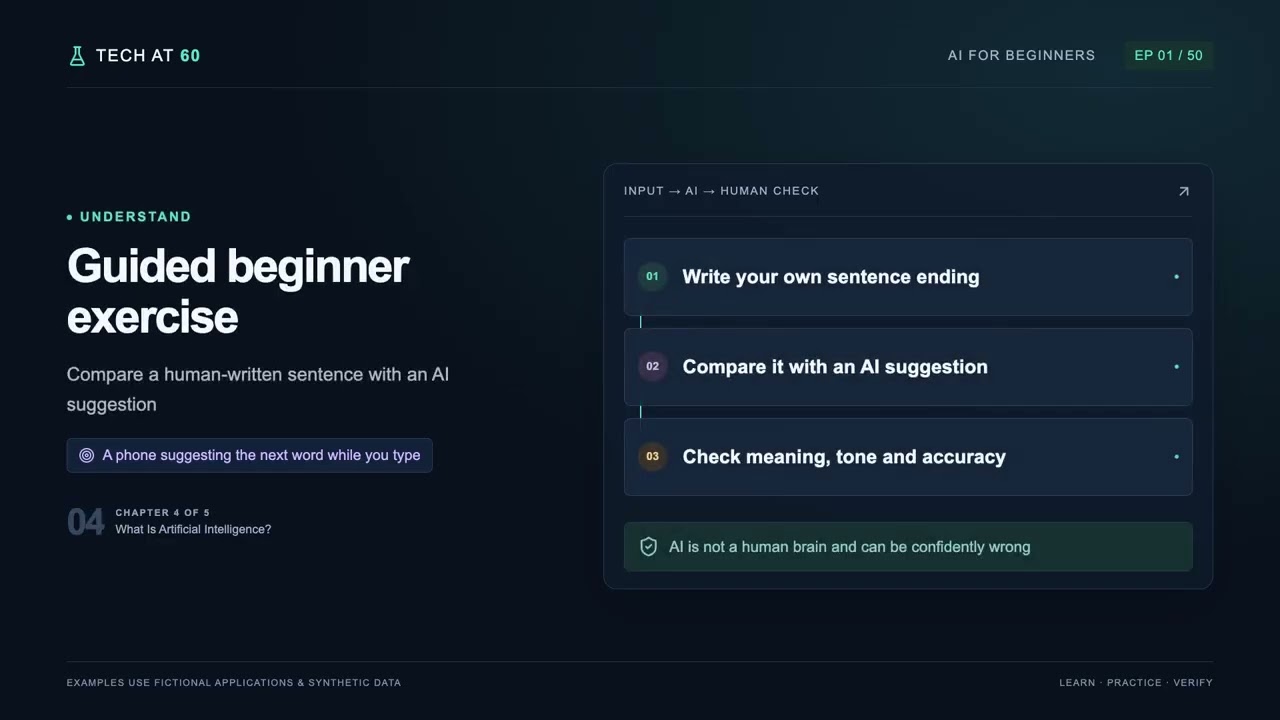 TECH AT 60
AI FOR BEGINNERS
EP 01 / 50
UNDERSTAND
Guided beginner
exercise
Compare a human-written sentence with an AI
suggestion
A phone suggesting the next word while you type
04
CHAPTER 4 OF 5
What Is Artificial Intelligence?
INPUT → AI → HUMAN CHECK
01
Write your own sentence ending
02
Compare it with an AI suggestion
03
Check meaning, tone and accuracy
AI is not a human brain and can be confidently wrong
EXAMPLES USE FICTIONAL APPLICATIONS & SYNTHETIC DATA
LEARN · PRACTICE · VERIFY